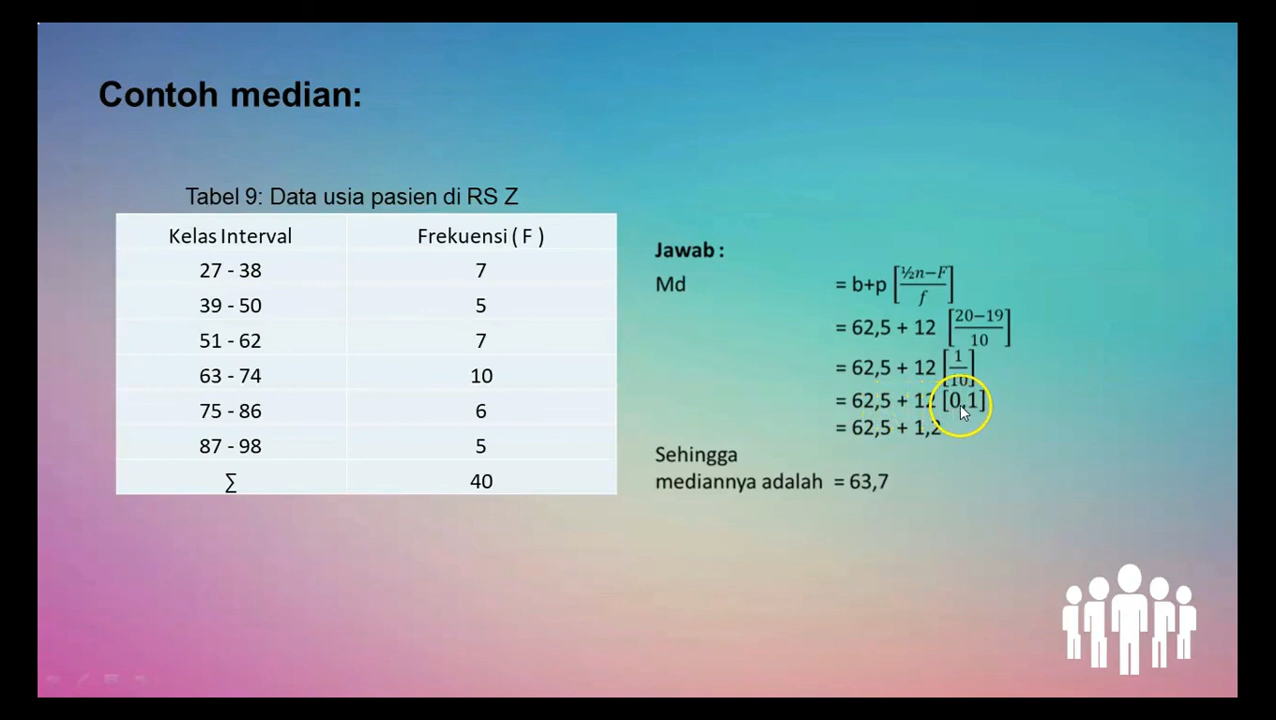 Contoh median:
Tabel 9: Data usia pasien di RS Z
Kelas Interval Frekuensi ( F )
27 - 38 7
39 - 50 5
51 - 62 7
63 - 74 10
75 - 86 6
87 - 98 5
∑ 40
Jawab :
Md = b+p [½n−F / f]
= 62,5 + 12 [20−19 / 10]
= 62,5 + 12 [1 / 10]
= 62,5 + 12 [0,1]
= 62,5 + 1,2
Sehingga
mediannya adalah = 63,7